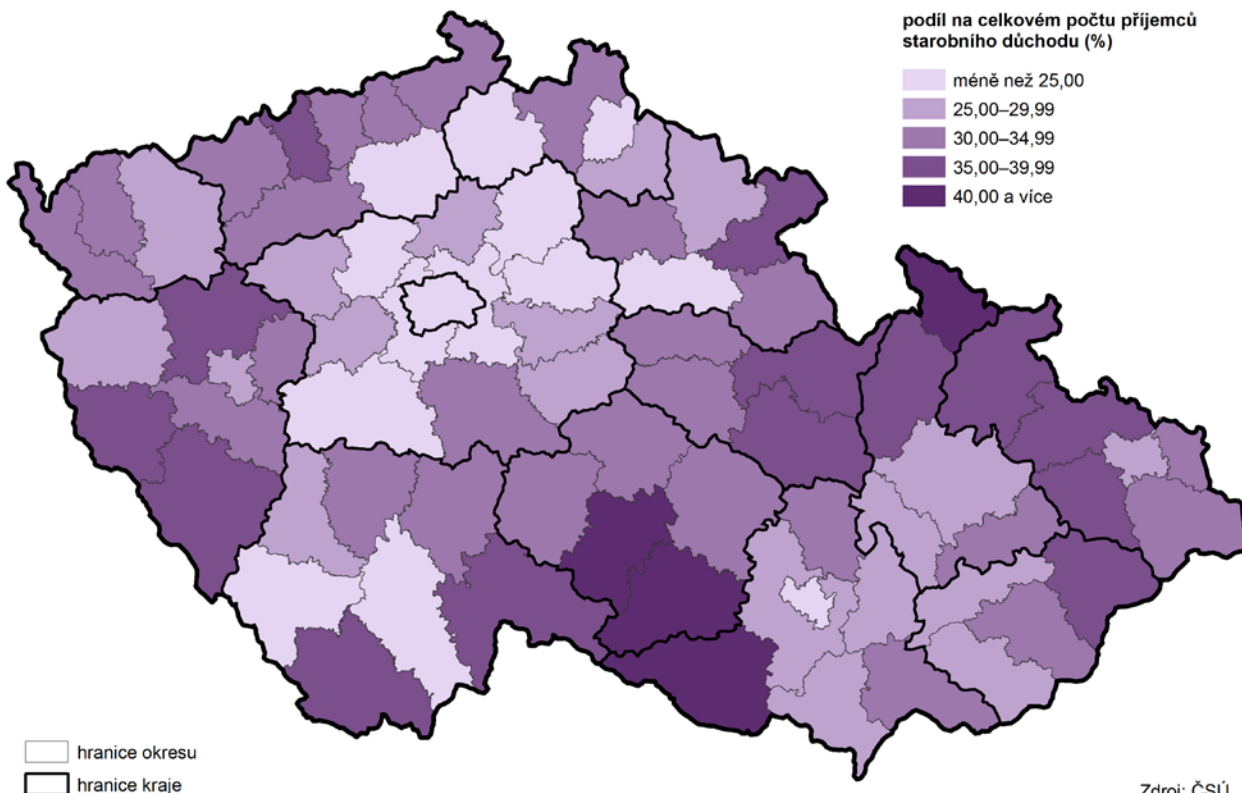 podíl na celkovém počtu příjemců
starobního důchodu (%)
méně než 25,00
25,00–29,99
30,00–34,99
35,00–39,99
40,00 a více
hranice okresu
hranice kraje
Zdroj: ČSÚ